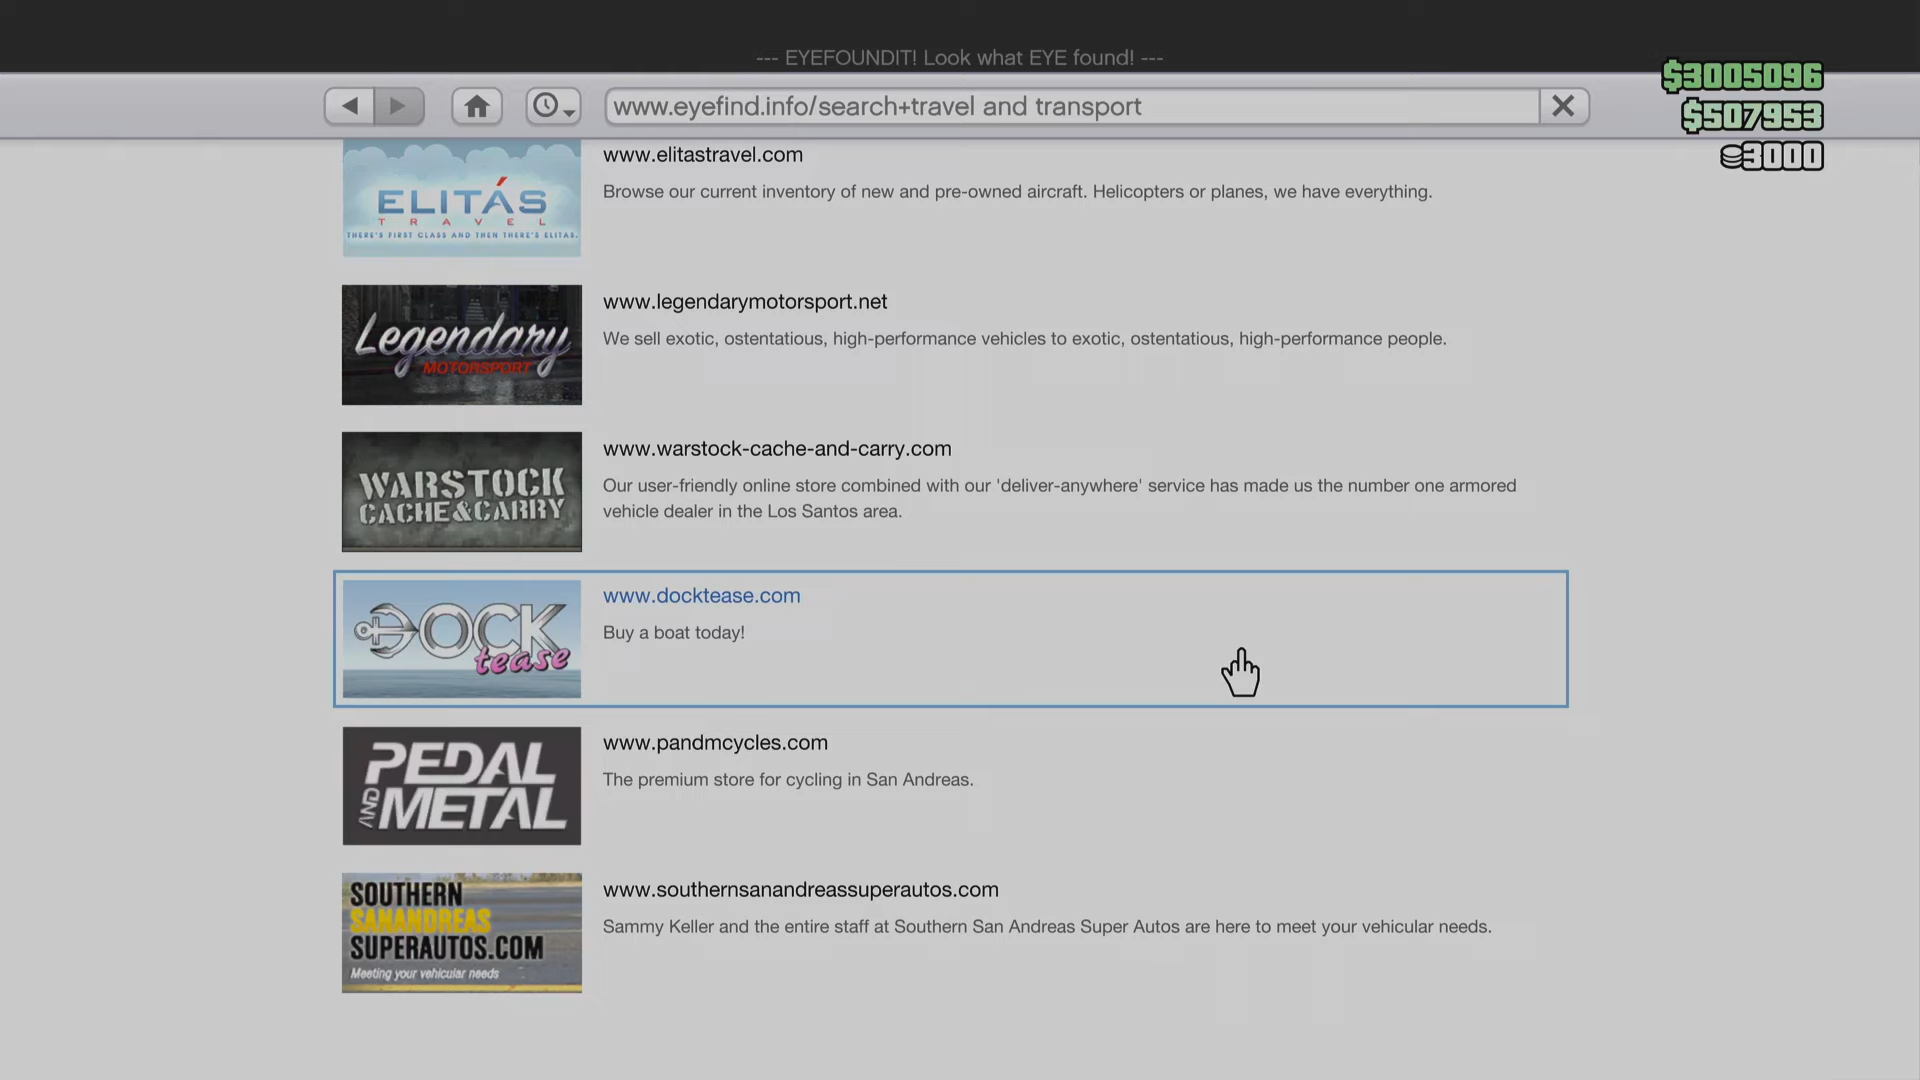 --- EYEFOUNDIT! Look what EYE found! ---
www.eyefind.info/search+travel and transport
$3005096
$507953
3000
ELITÁS
TRAVEL
THERE'S FIRST CLASS AND THEN THERE'S ELITAS.
www.elitastravel.com
Browse our current inventory of new and pre-owned aircraft. Helicopters or planes, we have everything.
Legendary
MOTORSPORT
www.legendarymotorsport.net
We sell exotic, ostentatious, high-performance vehicles to exotic, ostentatious, high-performance people.
WARSTOCK
CACHE&CARRY
www.warstock-cache-and-carry.com
Our user-friendly online store combined with our 'deliver-anywhere' service has made us the number one armored
vehicle dealer in the Los Santos area.
DOCK
tease
www.docktease.com
Buy a boat today!
PEDAL
AND METAL
www.pandmcycles.com
The premium store for cycling in San Andreas.
SOUTHERN
SANANDREAS
SUPERAUTOS.COM
Meeting your vehicular needs
www.southernsanandreassuperautos.com
Sammy Keller and the entire staff at Southern San Andreas Super Autos are here to meet your vehicular needs.